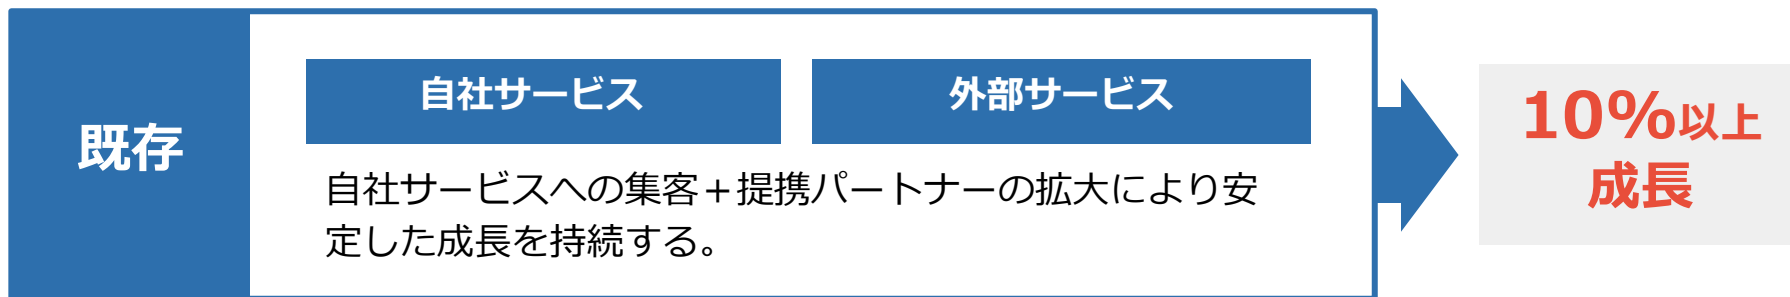 既存
自社サービス
外部サービス
自社サービスへの集客＋提携パートナーの拡大により安
定した成長を持続する。
10%以上
成長